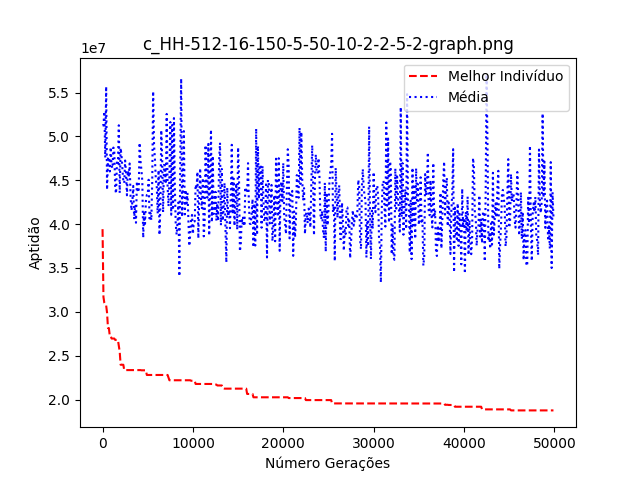 c_HH-512-16-150-5-50-10-2-2-5-2-graph.png
1e7
Melhor Indivíduo
Média
5.5
5.0
4.5
4.0
3.5
3.0
2.5
2.0
Aptidão
0 10000 20000 30000 40000 50000
Número Gerações